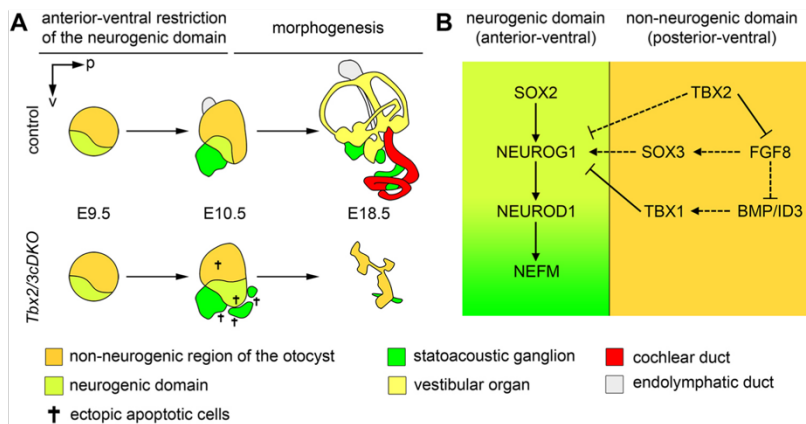 A
anterior-ventral restriction
of the neurogenic domain
morphogenesis
p
v
control
E9.5
E10.5
E18.5
Tbx2/3cDKO
B
neurogenic domain
(anterior-ventral)
non-neurogenic domain
(posterior-ventral)
SOX2
TBX2
NEUROG1
SOX3
FGF8
NEUROD1
TBX1
BMP/ID3
NEFM
non-neurogenic region of the otocyst
statoacoustic ganglion
cochlear duct
neurogenic domain
vestibular organ
endolymphatic duct
✝ ectopic apoptotic cells